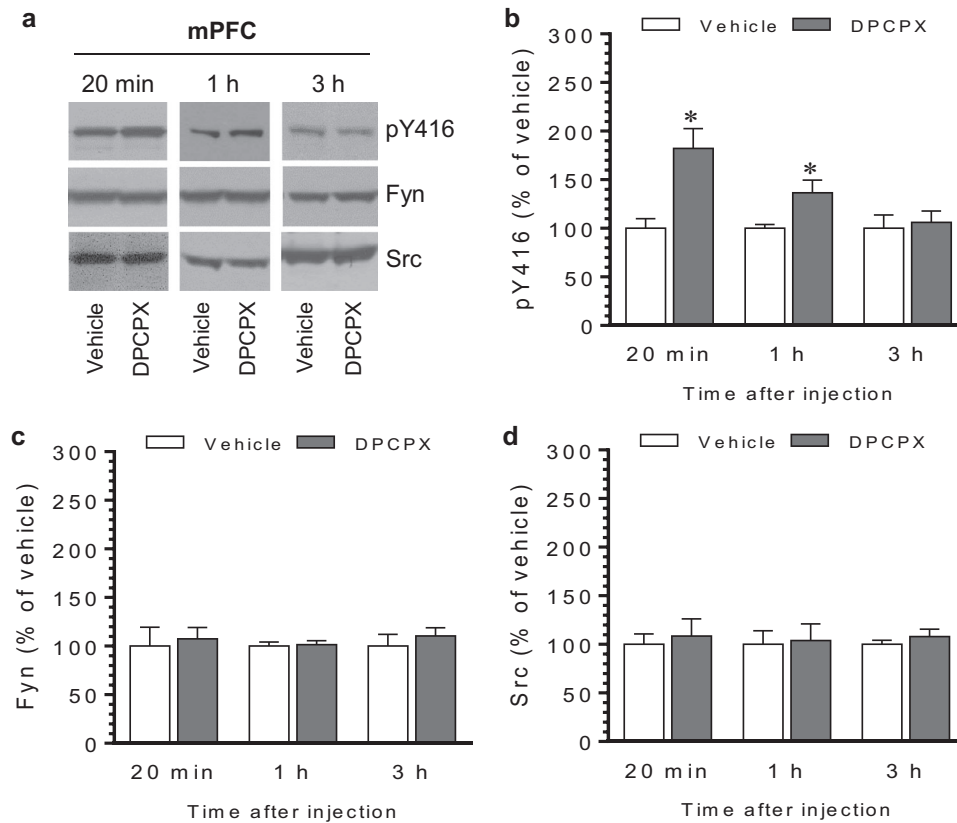 a
mPFC
20 min 1 h 3 h
pY416
Fyn
Src
Vehicle DPCPX Vehicle DPCPX Vehicle DPCPX
b
Vehicle DPCPX
pY416 (% of vehicle)
300
250
200
150
100
50
0
* *
20 min 1 h 3 h
Time after injection
c
Vehicle DPCPX
Fyn (% of vehicle)
300
250
200
150
100
50
0
20 min 1 h 3 h
Time after injection
d
Vehicle DPCPX
Src (% of vehicle)
300
250
200
150
100
50
0
20 min 1 h 3 h
Time after injection